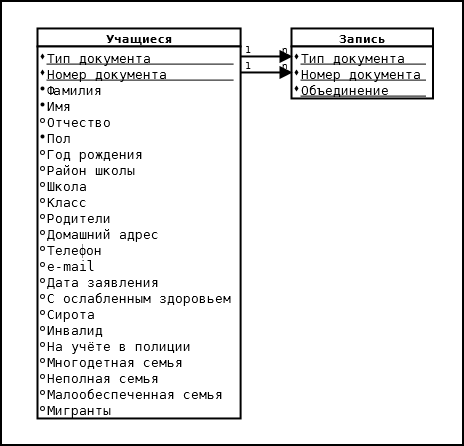 Учащиеся
Тип документа
Номер документа
Фамилия
Имя
Отчество
Пол
Год рождения
Район школы
Школа
Класс
Родители
Домашний адрес
Телефон
e-mail
Дата заявления
С ослабленным здоровьем
Сирота
Инвалид
На учёте в полиции
Многодетная семья
Неполная семья
Малообеспеченная семья
Мигранты
1 n
1 n
Запись
Тип документа
Номер документа
Объединение